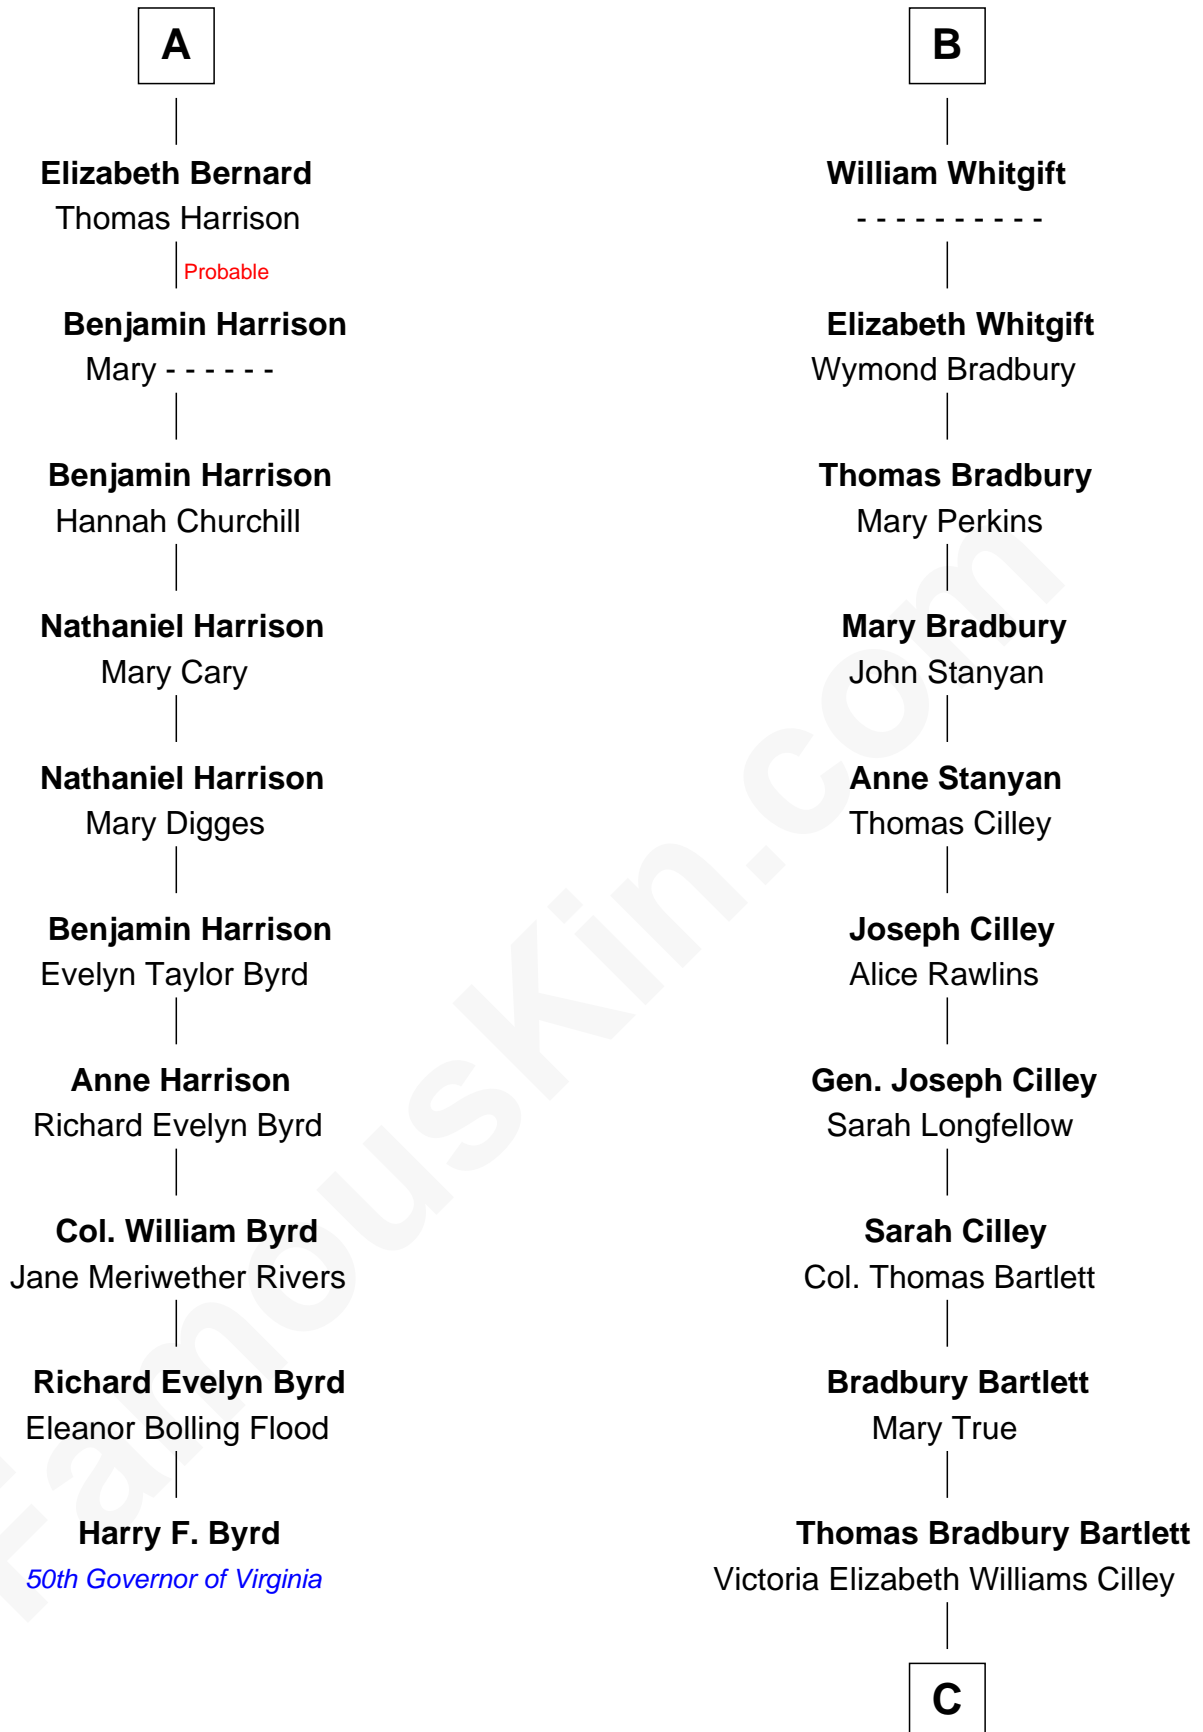 A
Elizabeth Bernard
Thomas Harrison
Probable
Benjamin Harrison
Mary - - - - - -
Benjamin Harrison
Hannah Churchill
Nathaniel Harrison
Mary Cary
Nathaniel Harrison
Mary Digges
Benjamin Harrison
Evelyn Taylor Byrd
Anne Harrison
Richard Evelyn Byrd
Col. William Byrd
Jane Meriwether Rivers
Richard Evelyn Byrd
Eleanor Bolling Flood
Harry F. Byrd
50th Governor of Virginia
B
William Whitgift
- - - - - - - - - -
Elizabeth Whitgift
Wymond Bradbury
Thomas Bradbury
Mary Perkins
Mary Bradbury
John Stanyan
Anne Stanyan
Thomas Cilley
Joseph Cilley
Alice Rawlins
Gen. Joseph Cilley
Sarah Longfellow
Sarah Cilley
Col. Thomas Bartlett
Bradbury Bartlett
Mary True
Thomas Bradbury Bartlett
Victoria Elizabeth Williams Cilley
C
FamousKin.com